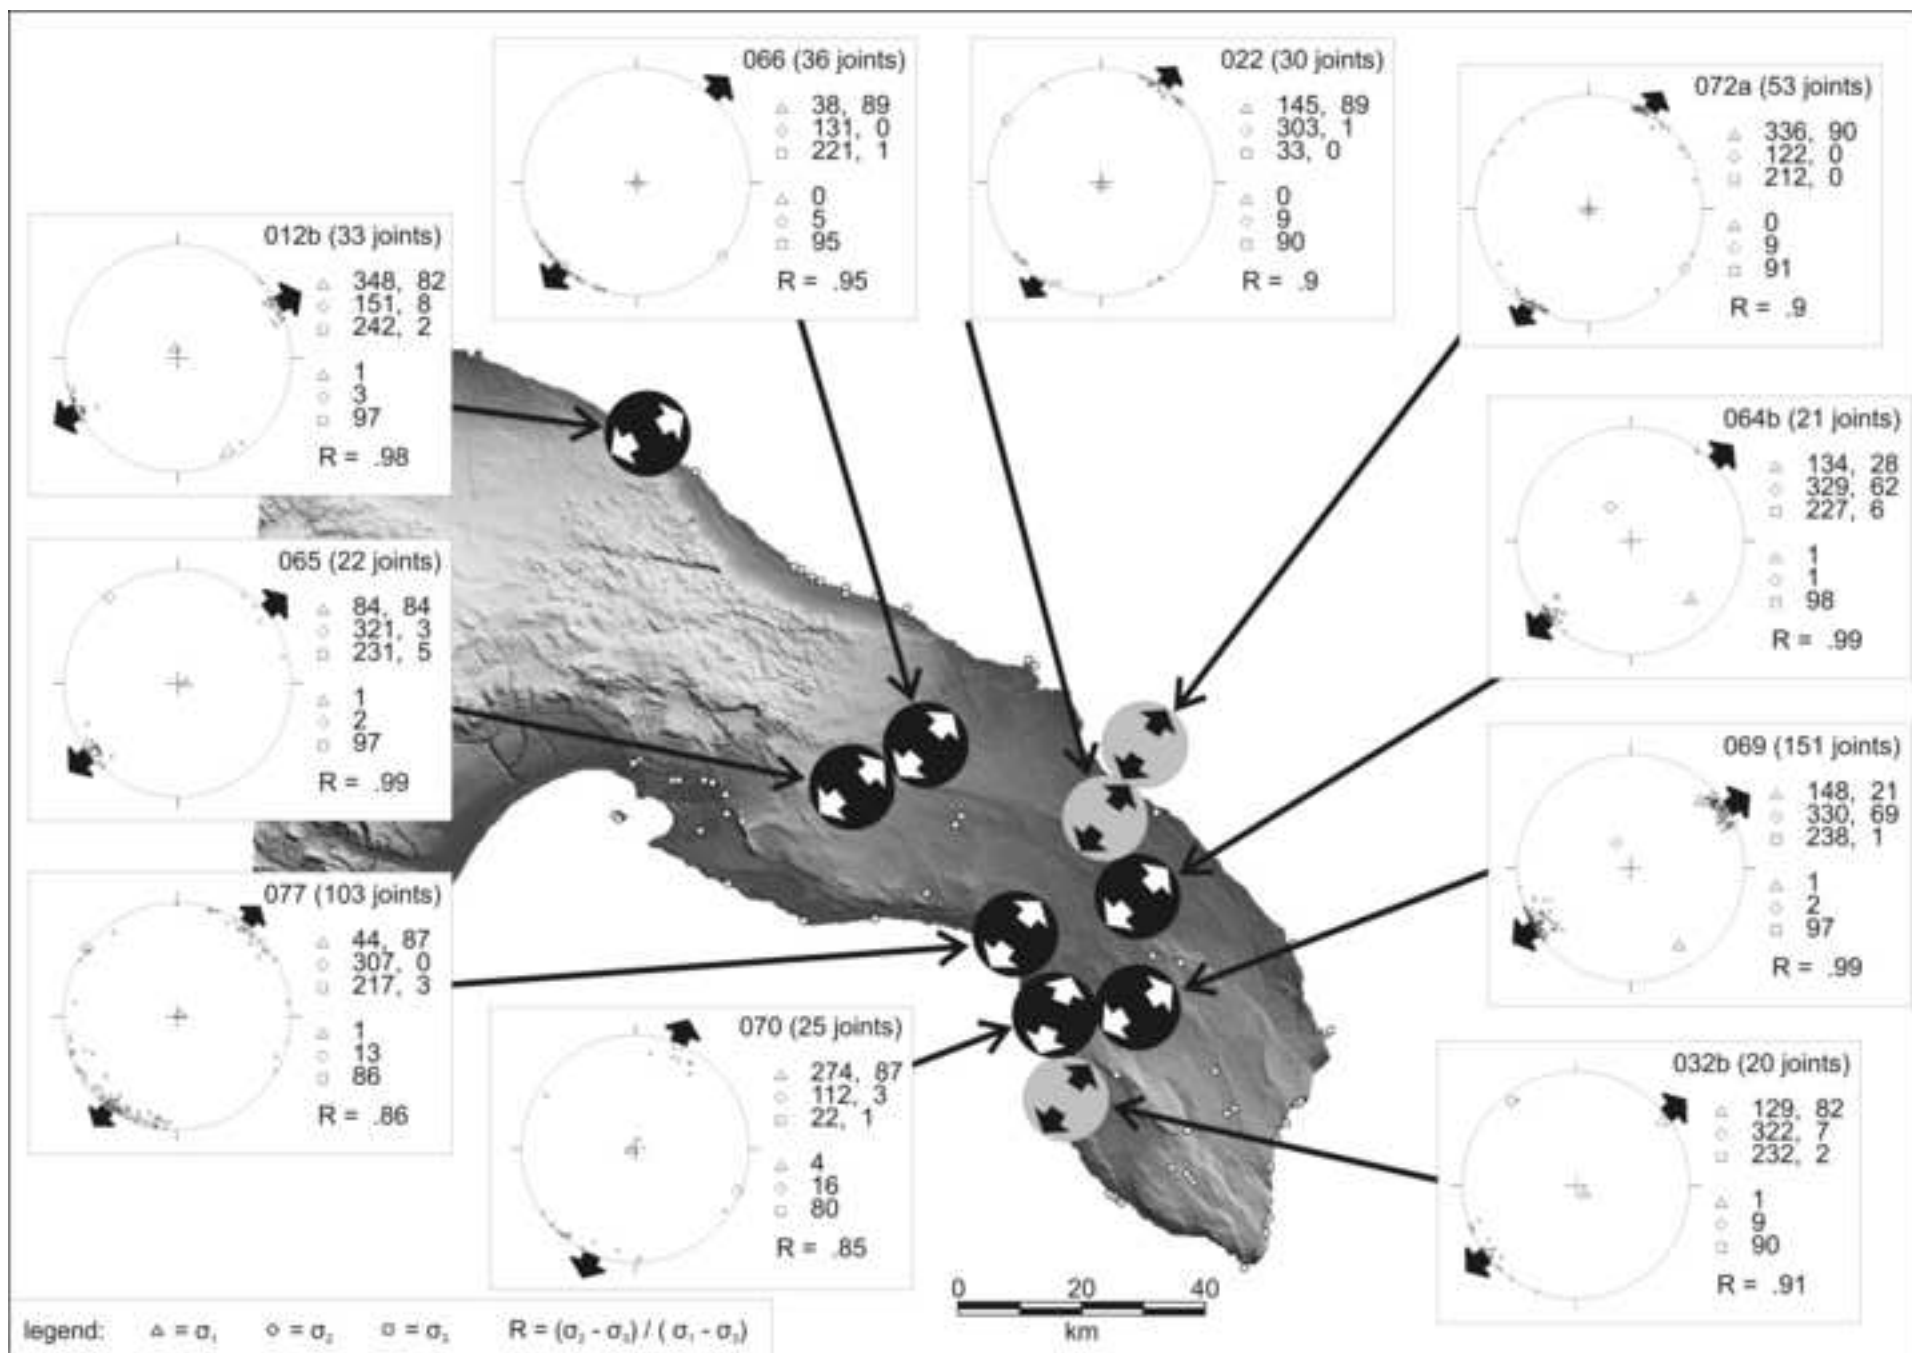 066 (36 joints)
△ 38, 89
◇ 131, 0
□ 221, 1
△ 0
◇ 5
□ 95
R = .95
022 (30 joints)
△ 145, 89
◇ 303, 1
□ 33, 0
△ 0
◇ 9
□ 90
R = .9
072a (53 joints)
△ 336, 90
◇ 122, 0
□ 212, 0
△ 0
◇ 9
□ 91
R = .9
012b (33 joints)
△ 348, 82
◇ 151, 8
□ 242, 2
△ 1
◇ 3
□ 97
R = .98
064b (21 joints)
△ 134, 28
◇ 329, 62
□ 227, 6
△ 1
◇ 1
□ 98
R = .99
065 (22 joints)
△ 84, 84
◇ 321, 3
□ 231, 5
△ 1
◇ 2
□ 97
R = .99
069 (151 joints)
△ 148, 21
◇ 330, 69
□ 238, 1
△ 1
◇ 2
□ 97
R = .99
077 (103 joints)
△ 44, 87
◇ 307, 0
□ 217, 3
△ 1
◇ 13
□ 86
R = .86
070 (25 joints)
△ 274, 87
◇ 112, 3
□ 22, 1
△ 4
◇ 16
□ 80
R = .85
032b (20 joints)
△ 129, 82
◇ 322, 7
□ 232, 2
△ 1
◇ 9
□ 90
R = .91
0 20 40
km
legend: △ = σ₁ ◇ = σ₂ □ = σ₃ R = (σ₂ - σ₃) / ( σ₁ - σ₃)